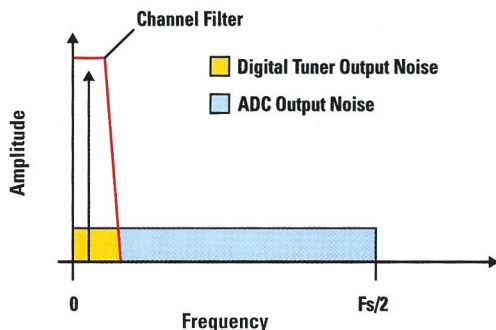 Channel Filter
Digital Tuner Output Noise
ADC Output Noise
Amplitude
0
Fs/2
Frequency